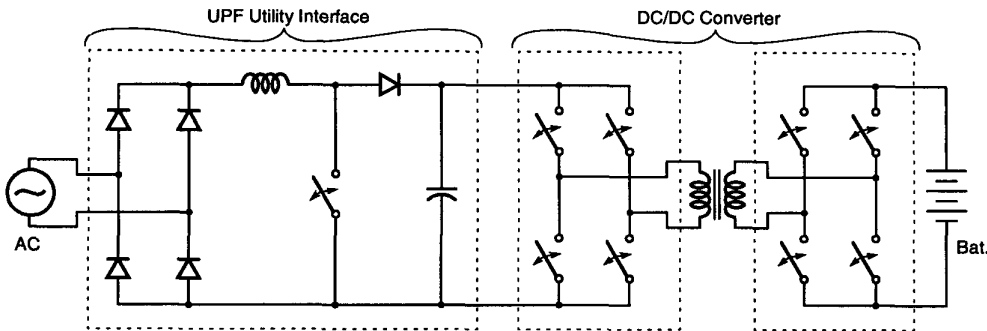 UPF Utility Interface
DC/DC Converter
AC
Bat.